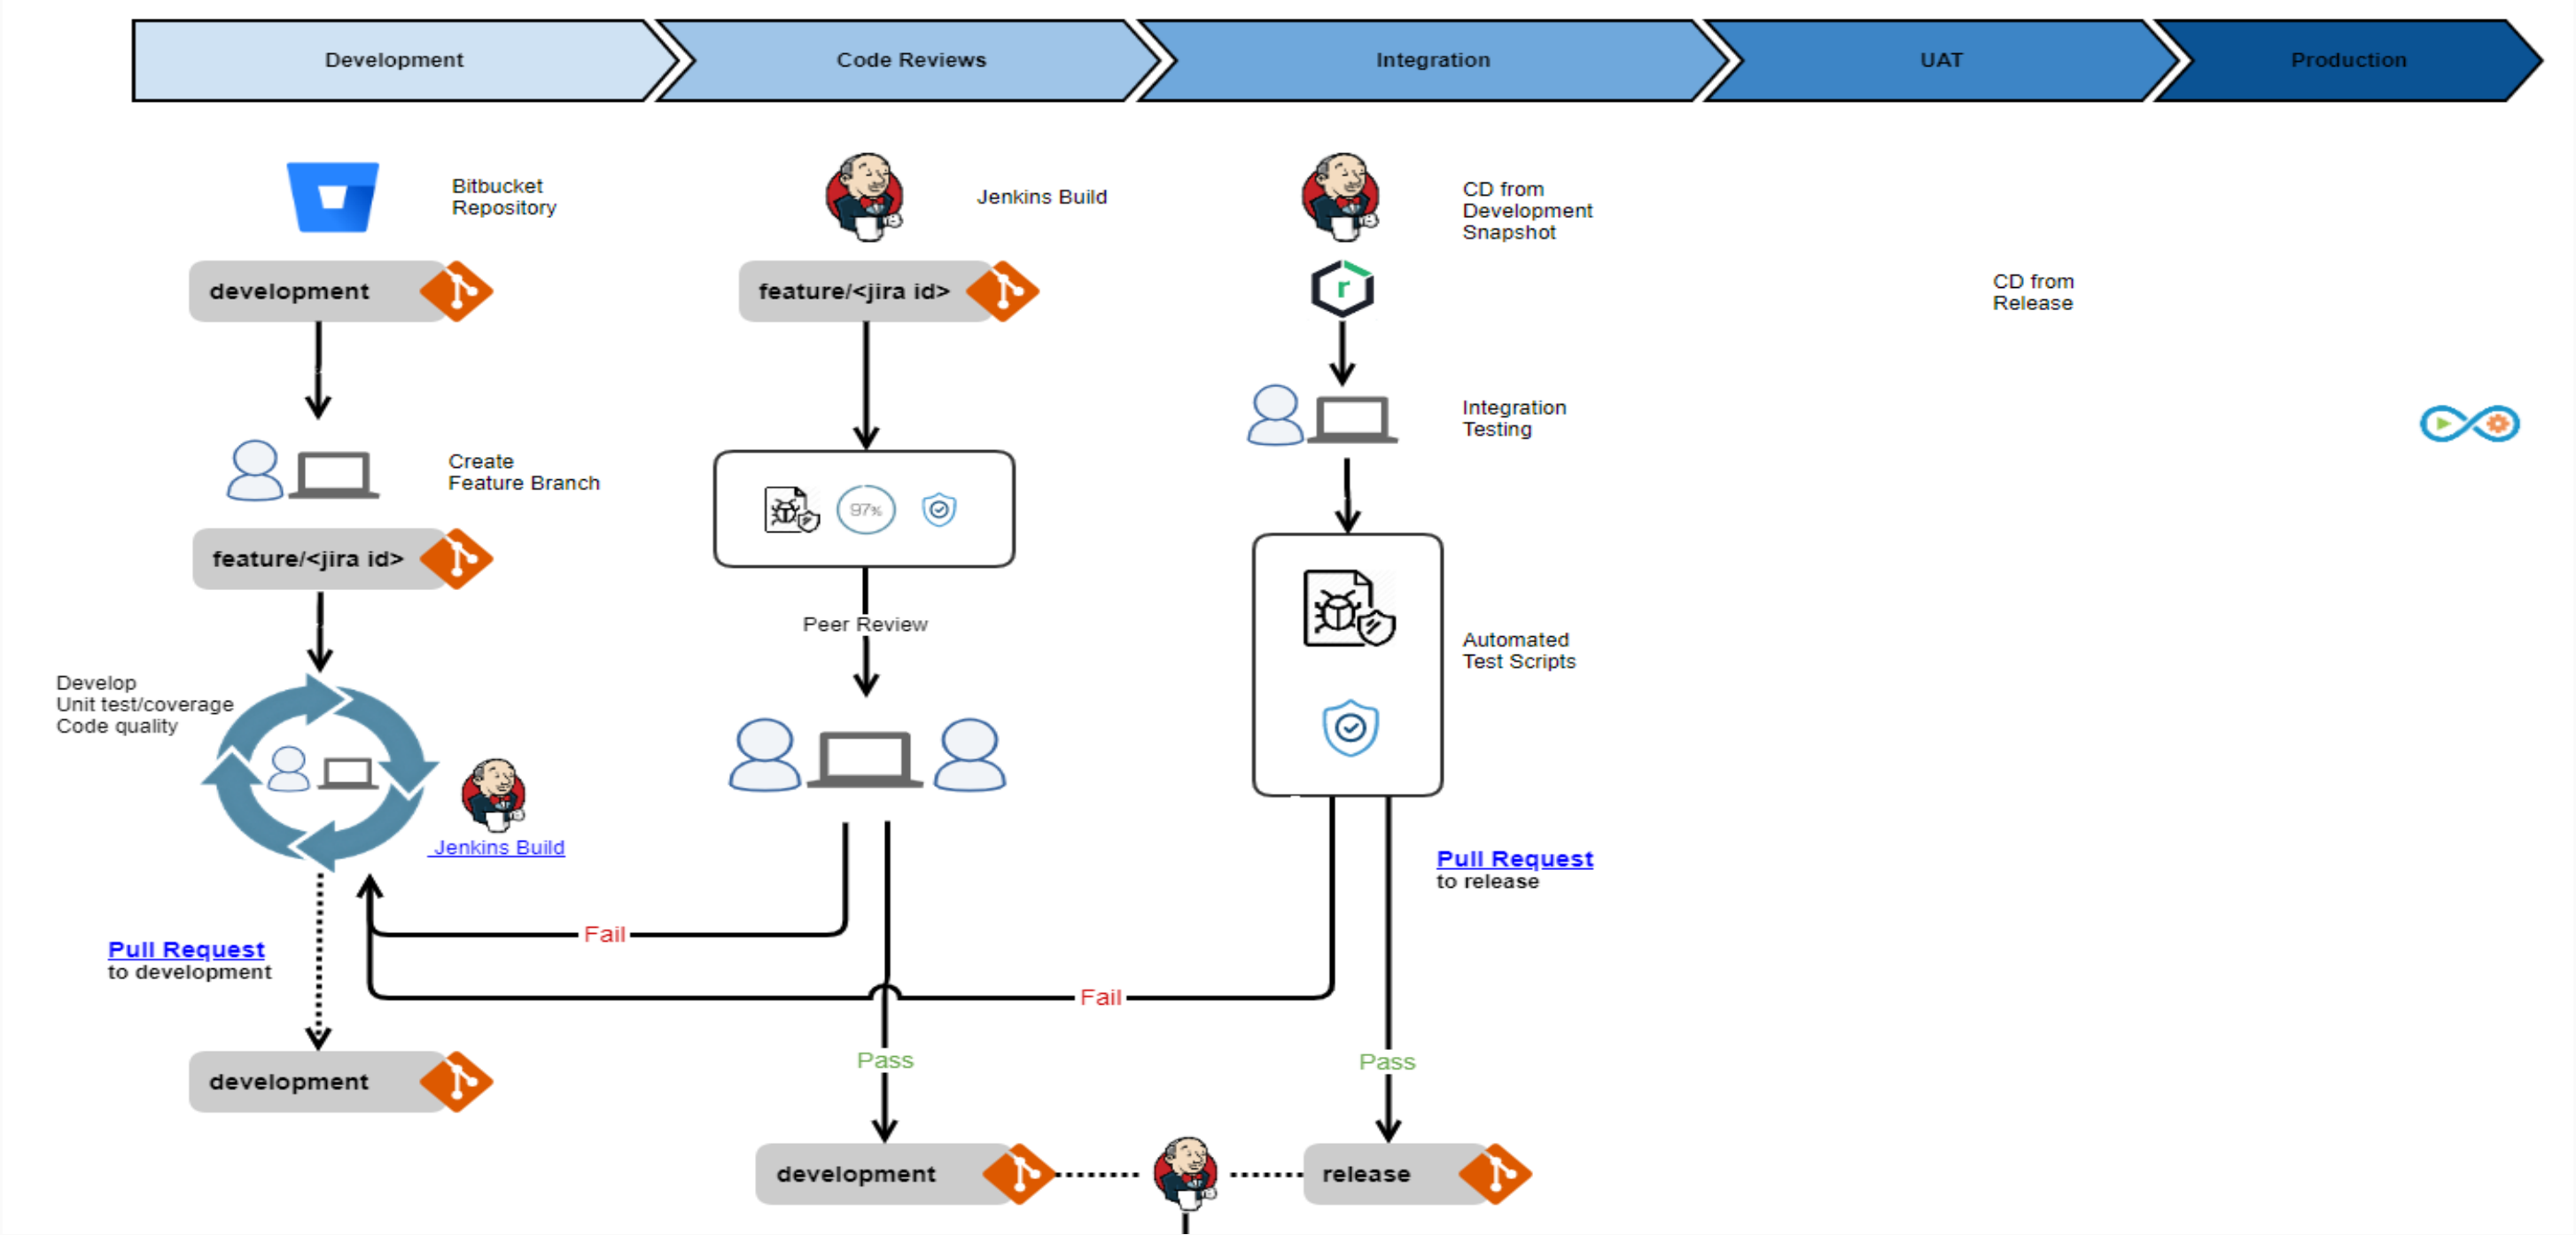 Development
Code Reviews
Integration
UAT
Production
Bitbucket
Repository
development
Create
Feature Branch
feature/<jira id>
Develop
Unit test/coverage
Code quality
Jenkins Build
Pull Request
to development
development
Jenkins Build
feature/<jira id>
97%
Peer Review
Fail
Pass
development
CD from
Development
Snapshot
r
Integration
Testing
Automated
Test Scripts
Pull Request
to release
Fail
Pass
release
CD from
Release